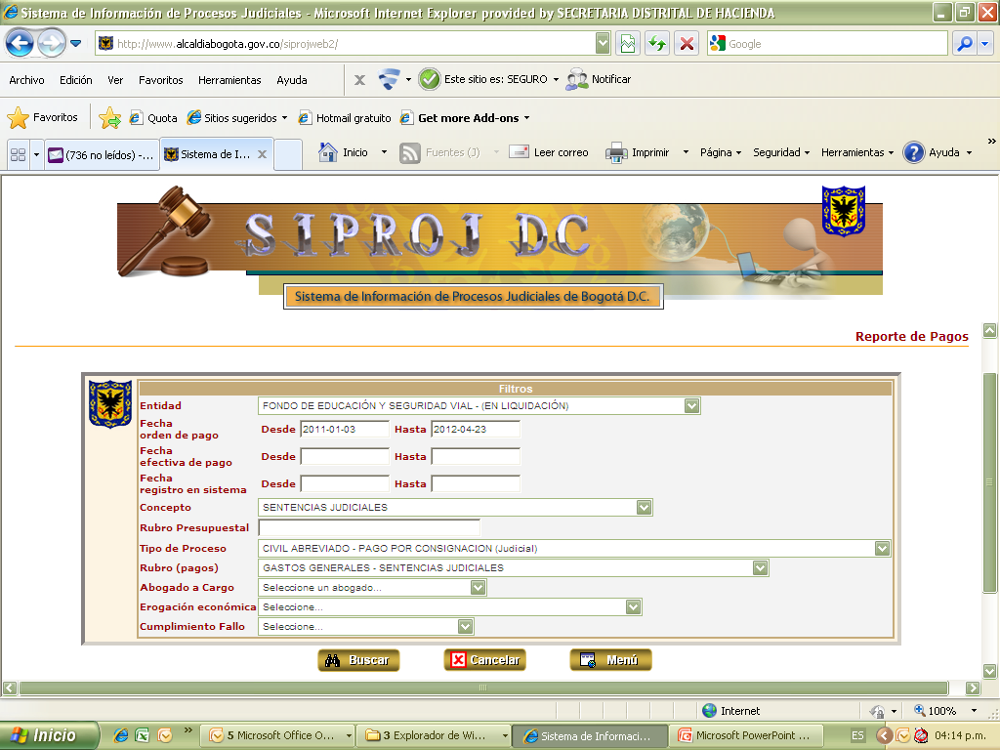 Sistema de Información de Procesos Judiciales - Microsoft Internet Explorer provided by SECRETARIA DISTRITAL DE HACIENDA
http://www.alcaldiabogota.gov.co/siprojweb2/
Google
Archivo Edición Ver Favoritos Herramientas Ayuda
Este sitio es: SEGURO
Notificar
Favoritos
Quota
Sitios sugeridos
Hotmail gratuito
Get more Add-ons
(736 no leídos) -...
Sistema de I...
Inicio
Fuentes (J)
Leer correo
Imprimir
Página
Seguridad
Herramientas
Ayuda
SIPROJ DC
Sistema de Información de Procesos Judiciales de Bogotá D.C.
Reporte de Pagos
Filtros
Entidad FONDO DE EDUCACIÓN Y SEGURIDAD VIAL - (EN LIQUIDACIÓN)
Fecha
orden de pago Desde 2011-01-03 Hasta 2012-04-23
Fecha
efectiva de pago Desde Hasta
Fecha
registro en sistema Desde Hasta
Concepto SENTENCIAS JUDICIALES
Rubro Presupuestal
Tipo de Proceso CIVIL ABREVIADO - PAGO POR CONSIGNACION (Judicial)
Rubro (pagos) GASTOS GENERALES - SENTENCIAS JUDICIALES
Abogado a Cargo Seleccione un abogado...
Erogación económica Seleccione...
Cumplimiento Fallo Seleccione...
Buscar Cancelar Menú
Internet 100%
Inicio
5 Microsoft Office O...
3 Explorador de Wi...
Sistema de Informaci...
Microsoft PowerPoint ...
ES
04:14 p.m.